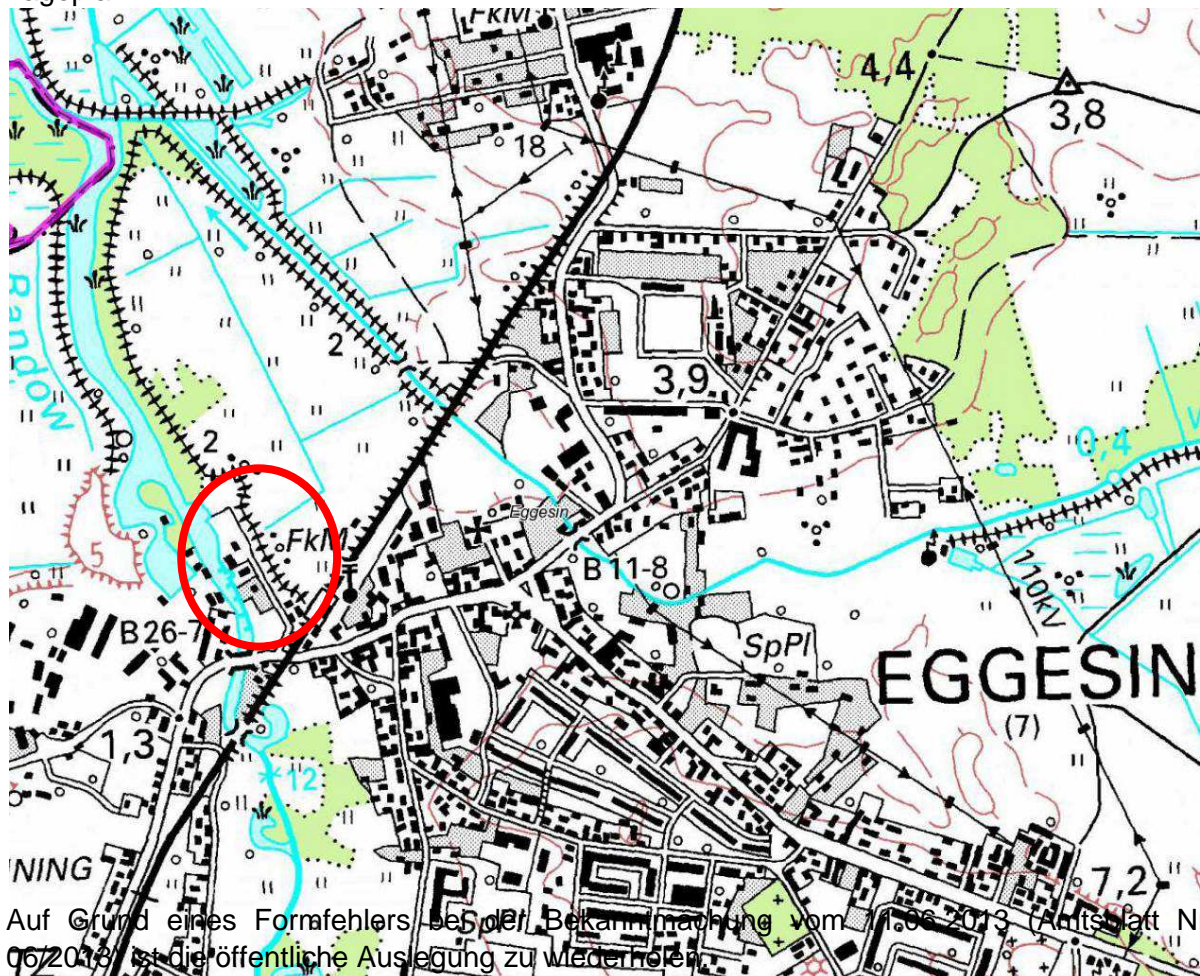 FkM
4,4
3,8
18
Randow
2
3,9
2
0,4
5
FkM
Eggesin
B 11-8
110kV
B 26-7
SpPl
EGGESIN
(7)
1,3
12
NING
7,2
Auf Grund eines Formfehlers bei der Bekanntmachung vom 11.06.2013 (Amtsblatt N
06/2013) ist die öffentliche Auslegung zu wiederholen.